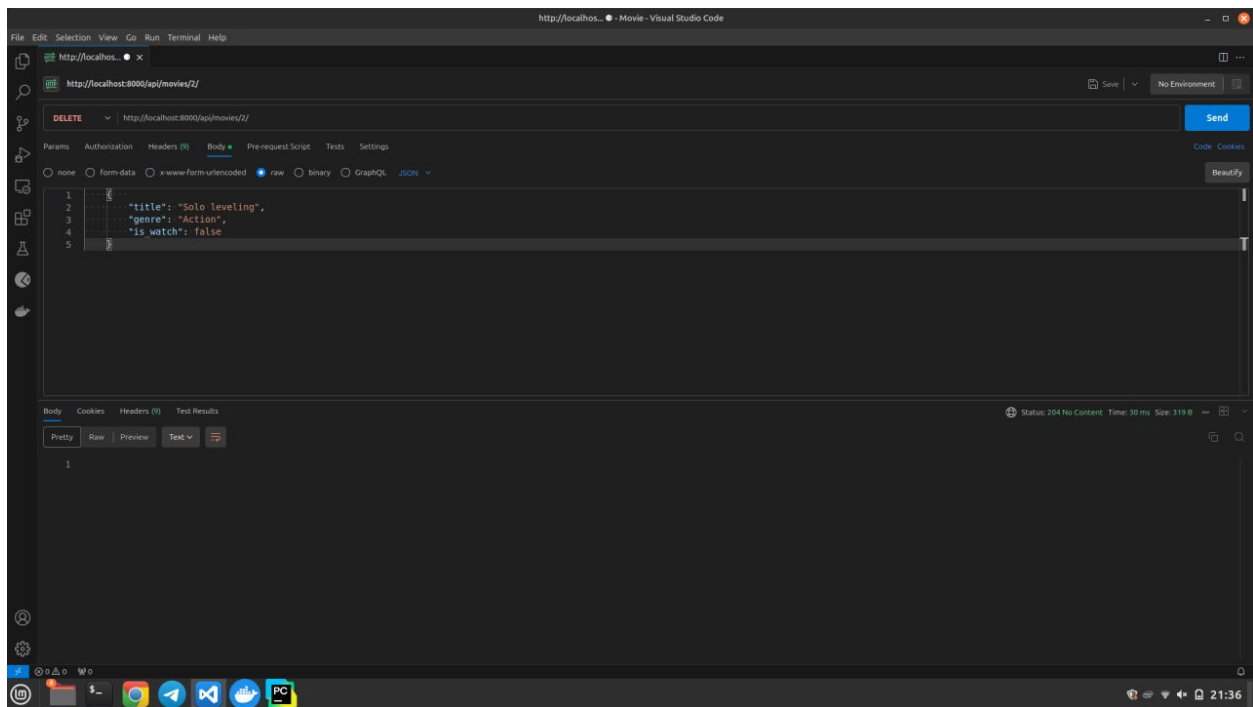 http://localhos... ● - Movie - Visual Studio Code
File Edit Selection View Go Run Terminal Help
http://localhos... ●
HTTP http://localhost:8000/api/movies/2/ Save No Environment
DELETE http://localhost:8000/api/movies/2/ Send
Params Authorization Headers (9) Body Pre-request Script Tests Settings Code Cookies
none form-data x-www-form-urlencoded raw binary GraphQL JSON Beautify
1 {
2 "title": "Solo leveling",
3 "genre": "Action",
4 "is_watch": false
5 }
Body Cookies Headers (9) Test Results Status: 204 No Content Time: 30 ms Size: 319 B
Pretty Raw Preview Text
1
0 0 0
$_ PC 21:36